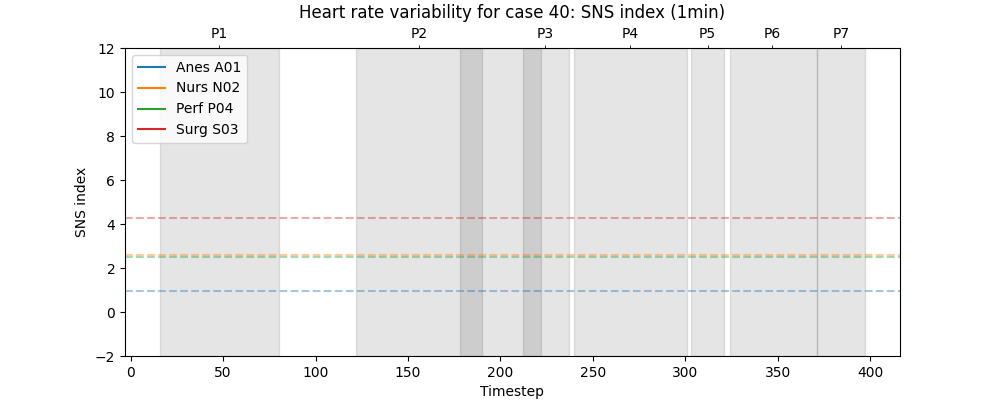 Heart rate variability for case 40: SNS index (1min)
P1 P2 P3 P4 P5 P6 P7
12
10
8
6
4
2
0
−2
SNS index
Anes A01
Nurs N02
Perf P04
Surg S03
0 50 100 150 200 250 300 350 400
Timestep